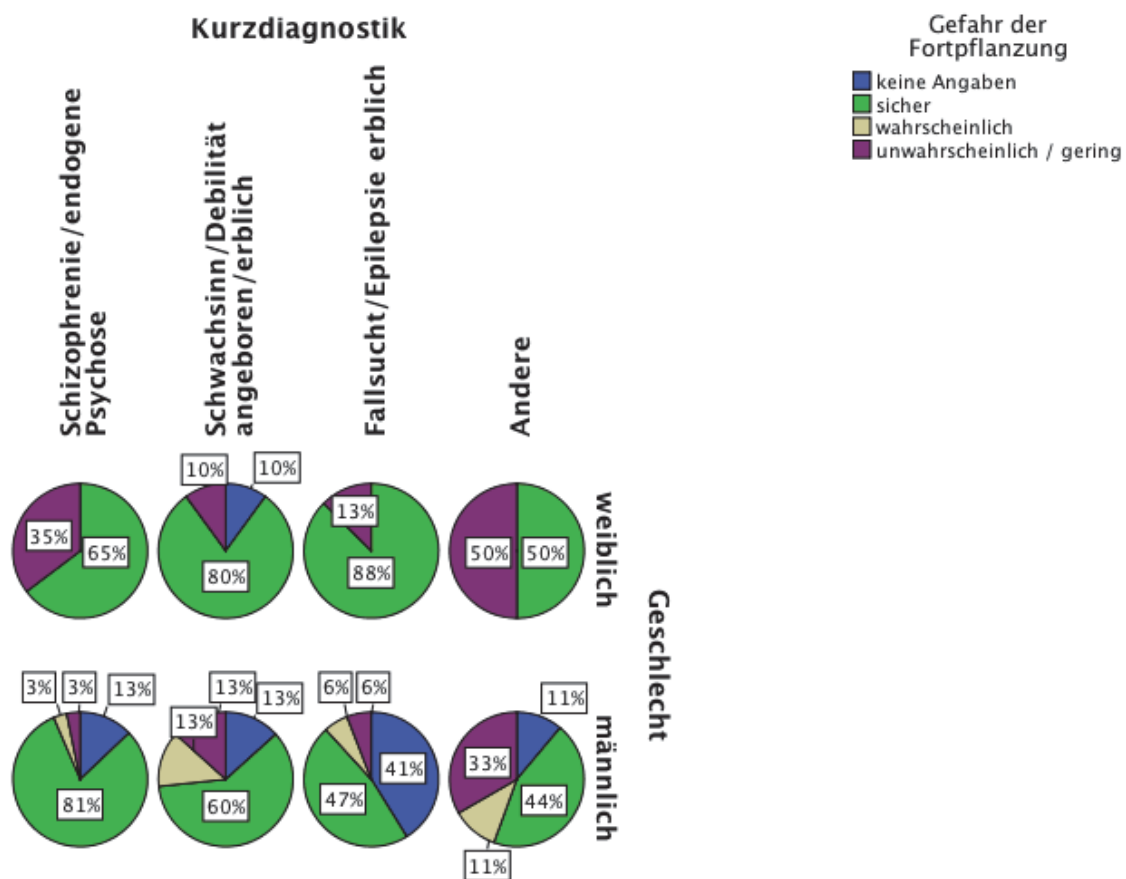 Kurzdiagnostik
Gefahr der
Fortpflanzung
keine Angaben
sicher
wahrscheinlich
unwahrscheinlich / gering
Schizophrenie/endogene
Psychose
Schwachsinn/Debilität
angeboren/erblich
Fallsucht/Epilepsie erblich
Andere
10%
10%
35%
65%
80%
13%
88%
50%
50%
weiblich
Geschlecht
3%
3%
13%
81%
13%
13%
13%
60%
6%
6%
41%
47%
11%
33%
44%
11%
männlich